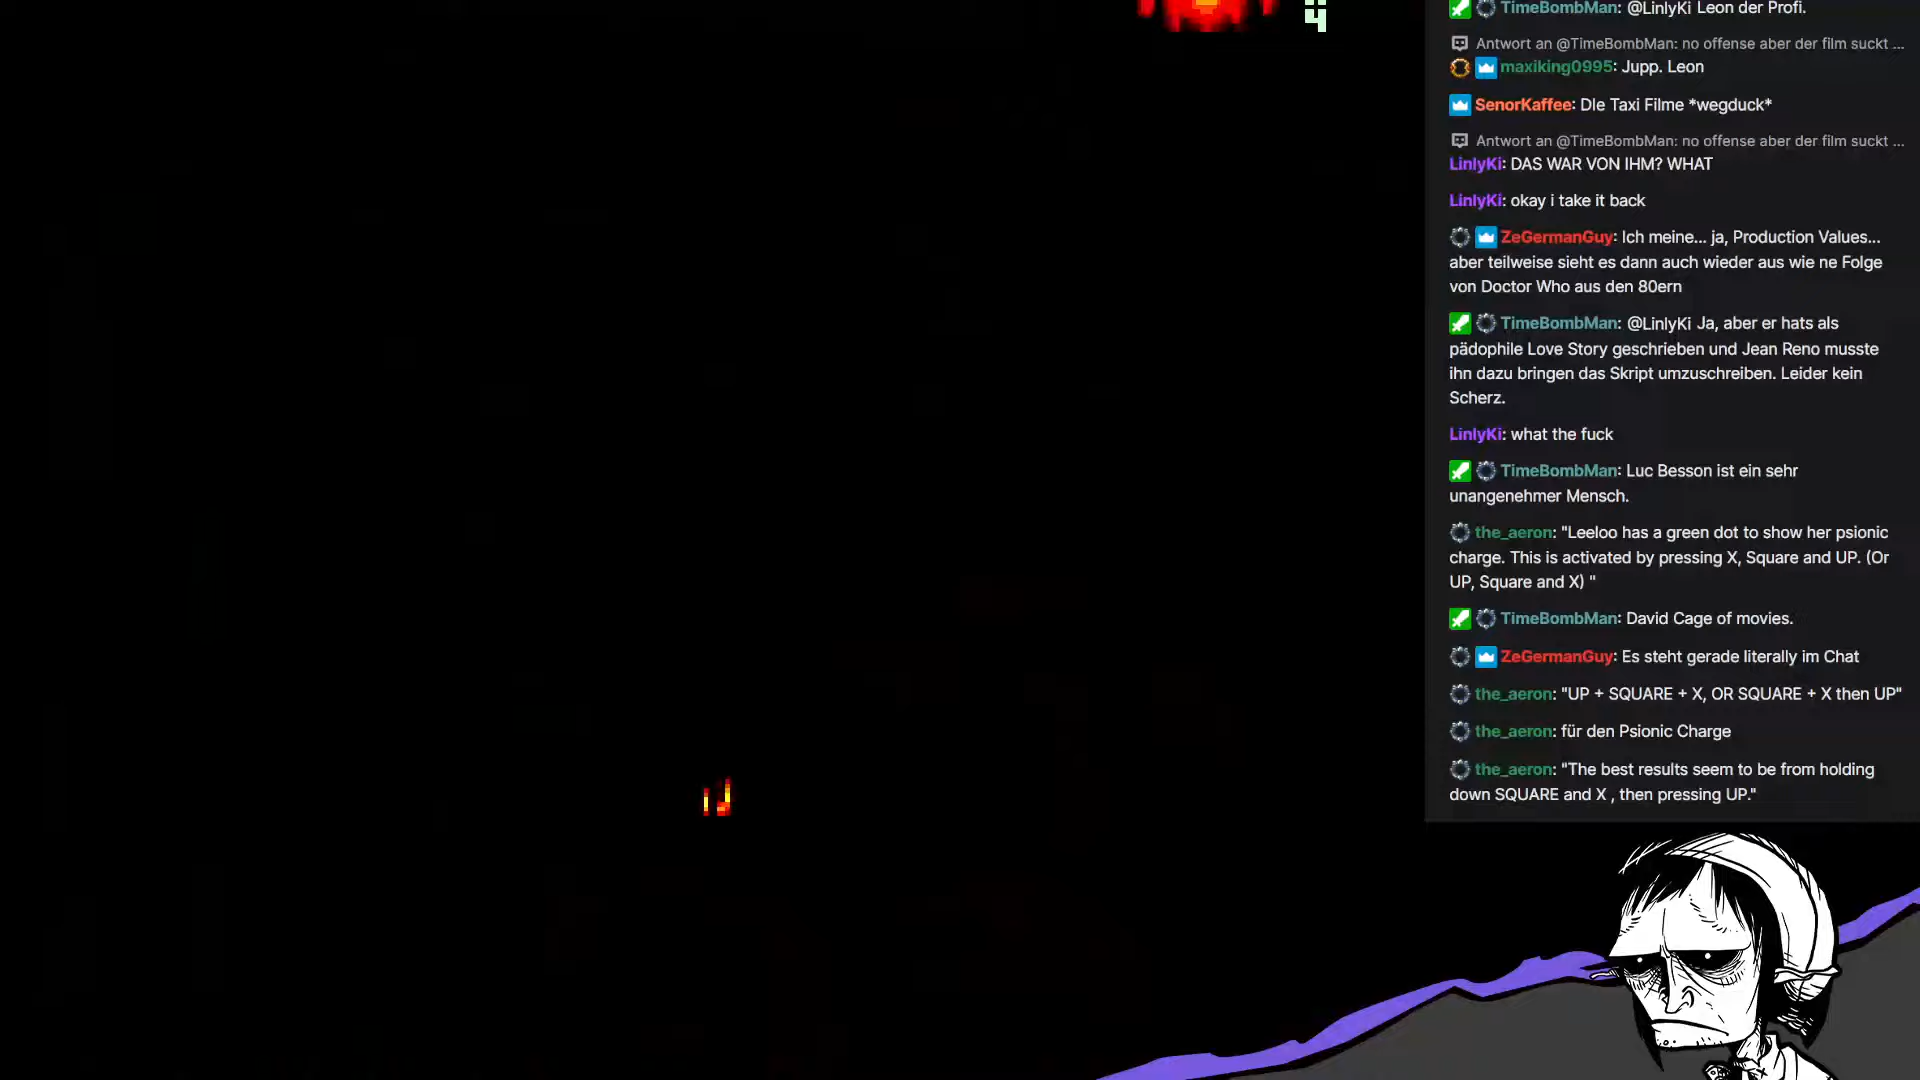 4
TimeBombMan: @LinlyKi Leon der Profi.
Antwort an @TimeBombMan: no offense aber der film suckt ...
maxiking0995: Jupp. Leon
SenorKaffee: DIe Taxi Filme *wegduck*
Antwort an @TimeBombMan: no offense aber der film suckt ...
LinlyKi: DAS WAR VON IHM? WHAT
LinlyKi: okay i take it back
ZeGermanGuy: Ich meine... ja, Production Values...
aber teilweise sieht es dann auch wieder aus wie ne Folge
von Doctor Who aus den 80ern
TimeBombMan: @LinlyKi Ja, aber er hats als
pädophile Love Story geschrieben und Jean Reno musste
ihn dazu bringen das Skript umzuschreiben. Leider kein
Scherz.
LinlyKi: what the fuck
TimeBombMan: Luc Besson ist ein sehr
unangenehmer Mensch.
the_aeron: "Leeloo has a green dot to show her psionic
charge. This is activated by pressing X, Square and UP. (Or
UP, Square and X) "
TimeBombMan: David Cage of movies.
ZeGermanGuy: Es steht gerade literally im Chat
the_aeron: "UP + SQUARE + X, OR SQUARE + X then UP"
the_aeron: für den Psionic Charge
the_aeron: "The best results seem to be from holding
down SQUARE and X , then pressing UP."